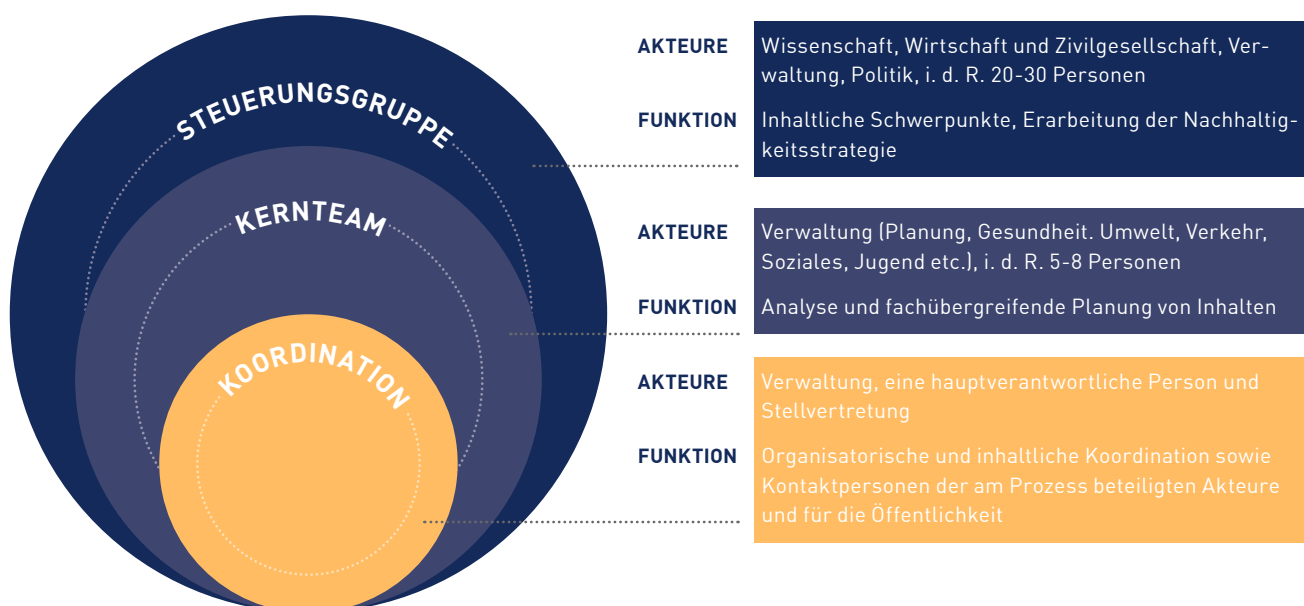 STEUERUNGSGRUPPE
KERNTEAM
KOORDINATION
AKTEURE
Wissenschaft, Wirtschaft und Zivilgesellschaft, Ver-
waltung, Politik, i. d. R. 20-30 Personen
FUNKTION
Inhaltliche Schwerpunkte, Erarbeitung der Nachhaltig-
keitsstrategie
AKTEURE
Verwaltung (Planung, Gesundheit. Umwelt, Verkehr,
Soziales, Jugend etc.), i. d. R. 5-8 Personen
FUNKTION
Analyse und fachübergreifende Planung von Inhalten
AKTEURE
Verwaltung, eine hauptverantwortliche Person und
Stellvertretung
FUNKTION
Organisatorische und inhaltliche Koordination sowie
Kontaktpersonen der am Prozess beteiligten Akteure
und für die Öffentlichkeit